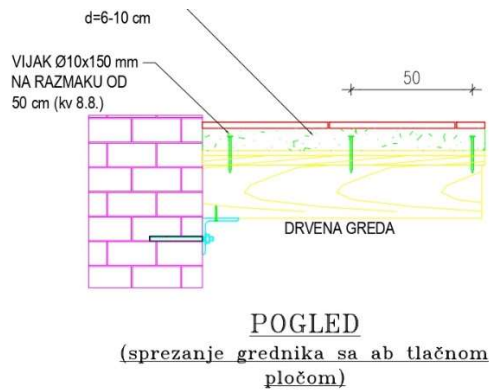 d=6-10 cm
VIJAK Ø10x150 mm
NA RAZMAKU OD
50 cm (kv 8.8.)
50
DRVENA GREDA
POGLED
(sprezanje grednika sa ab tlačnom
pločom)